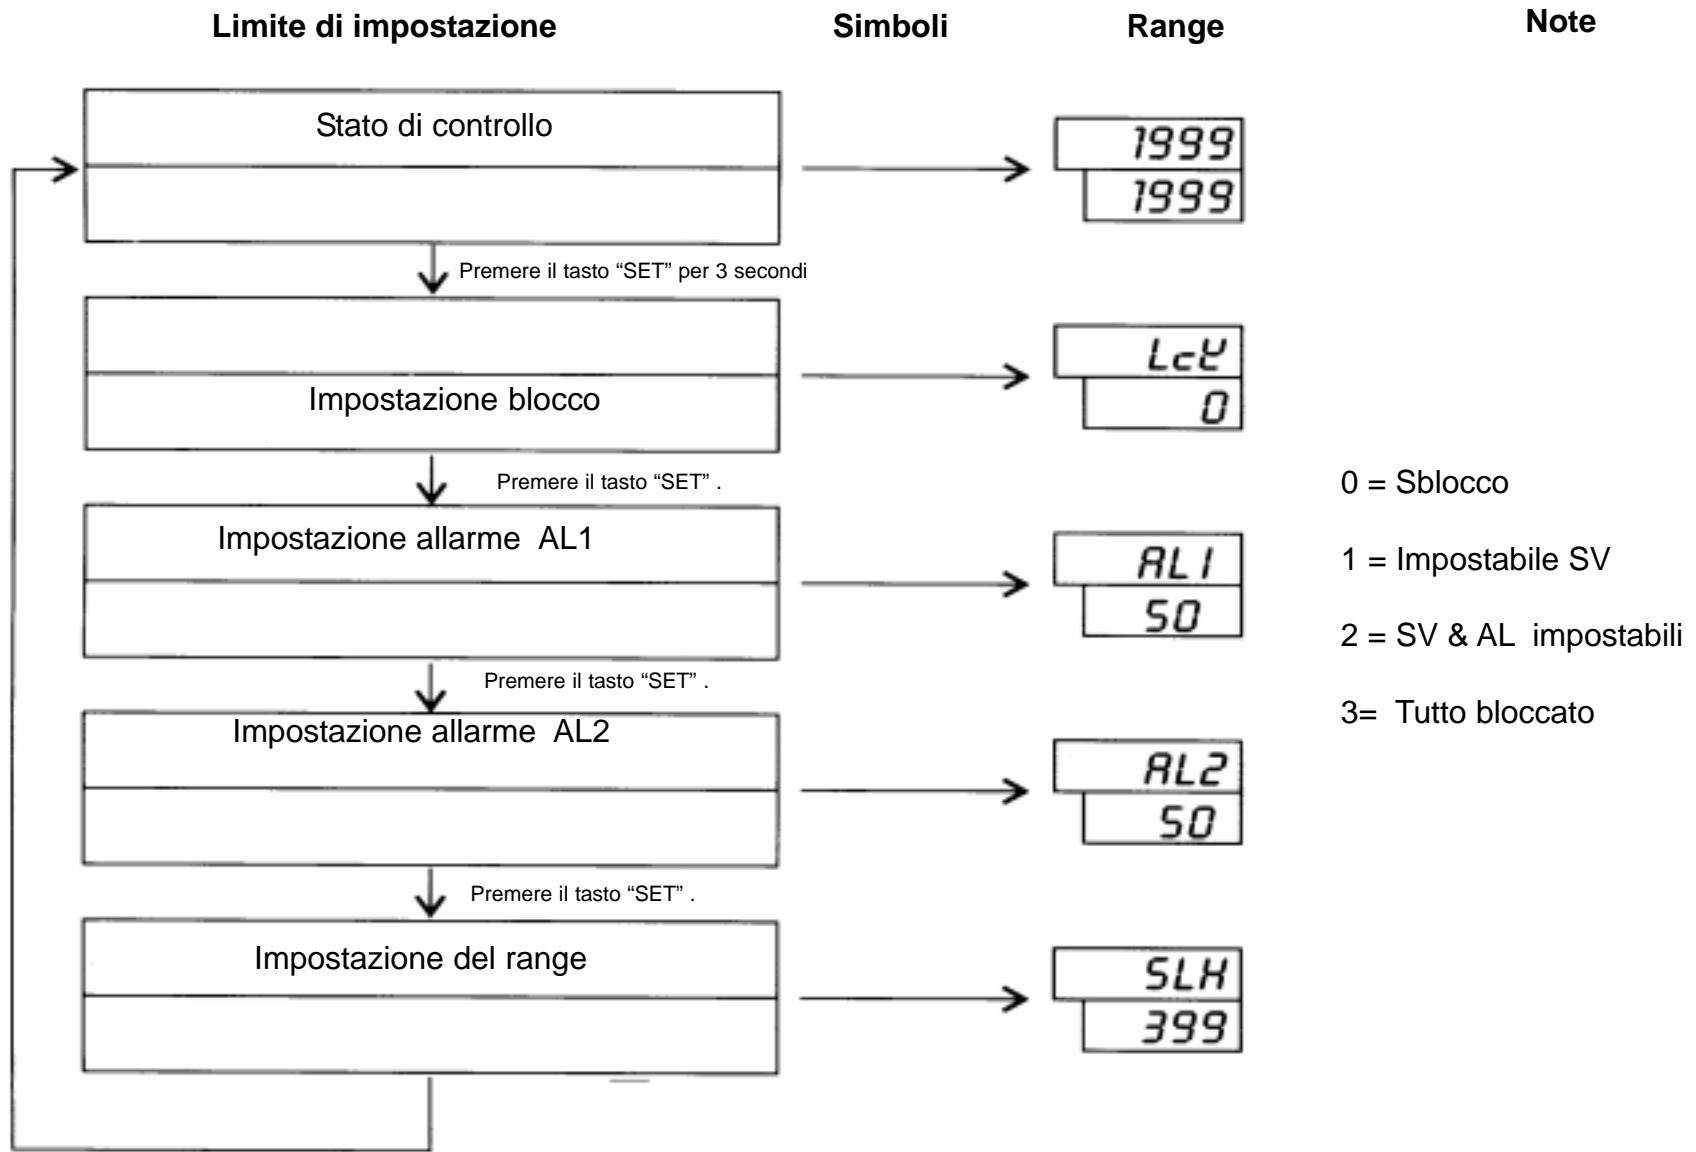 Limite di impostazione Simboli Range Note
Stato di controllo
1999
1999
Premere il tasto “SET” per 3 secondi
LcY
0
Impostazione blocco
Premere il tasto “SET” .
0 = Sblocco
Impostazione allarme AL1
AL1
50
1 = Impostabile SV
2 = SV & AL impostabili
Premere il tasto “SET” .
3= Tutto bloccato
Impostazione allarme AL2
AL2
50
Premere il tasto “SET” .
Impostazione del range
SLH
399